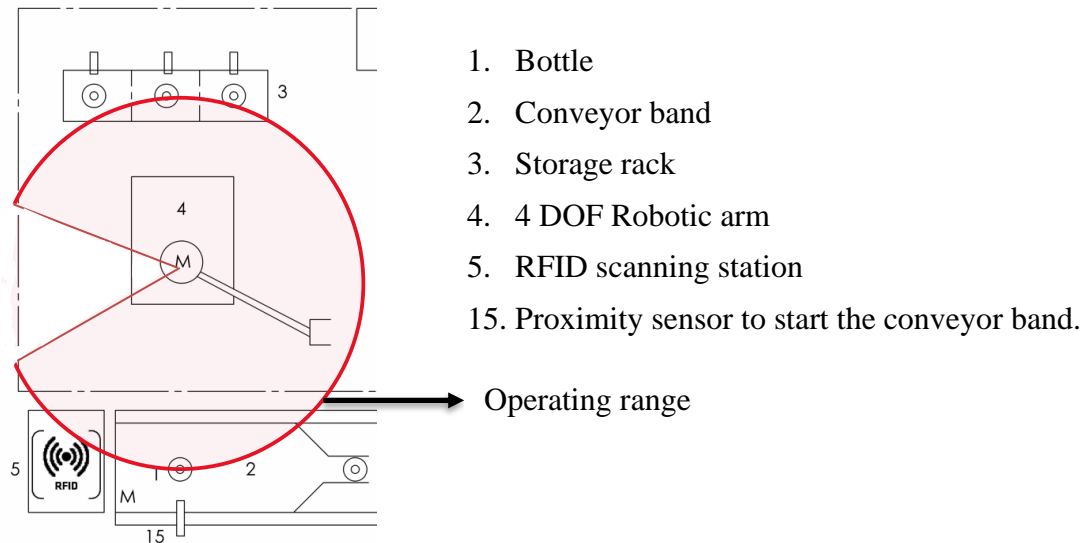 3
4
M
5
RFID
1
2
M
15
1. Bottle
2. Conveyor band
3. Storage rack
4. 4 DOF Robotic arm
5. RFID scanning station
15. Proximity sensor to start the conveyor band.
Operating range